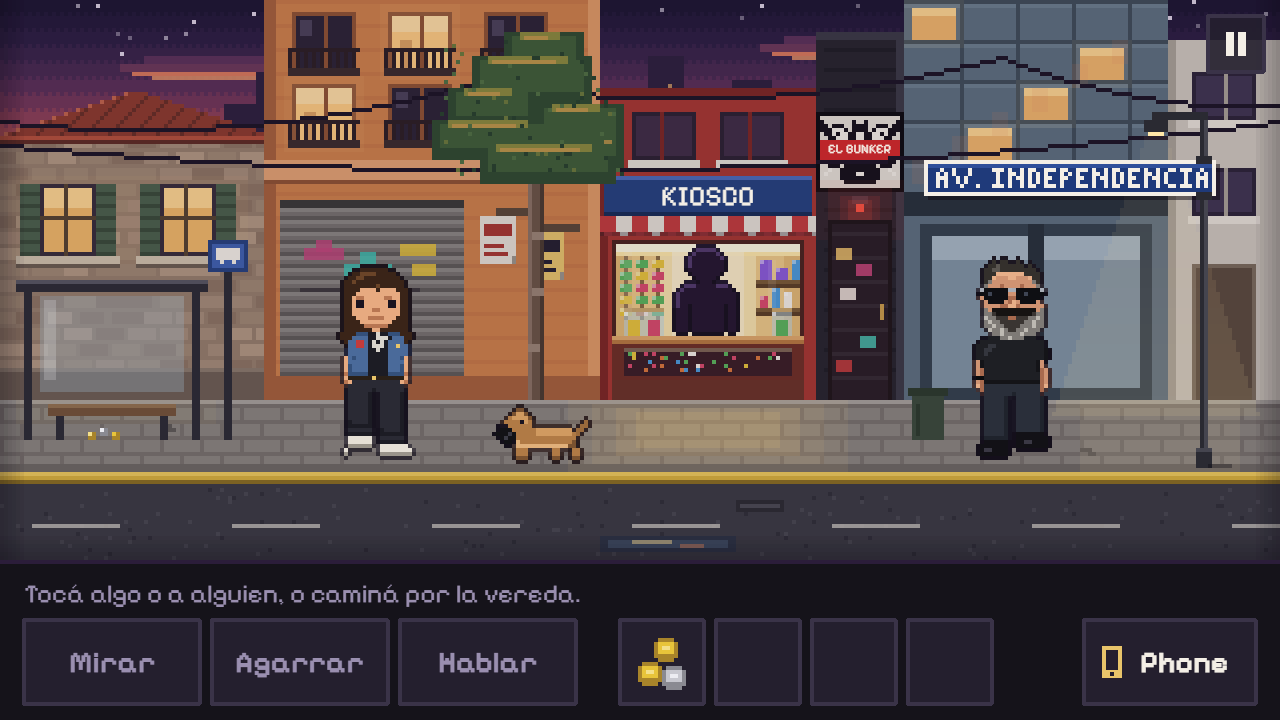 EL BUNKER
AV. INDEPENDENCIA
KIOSCO
Tocá algo o a alguien, o caminá por la vereda.
Mirar
Agarrar
Hablar
Phone